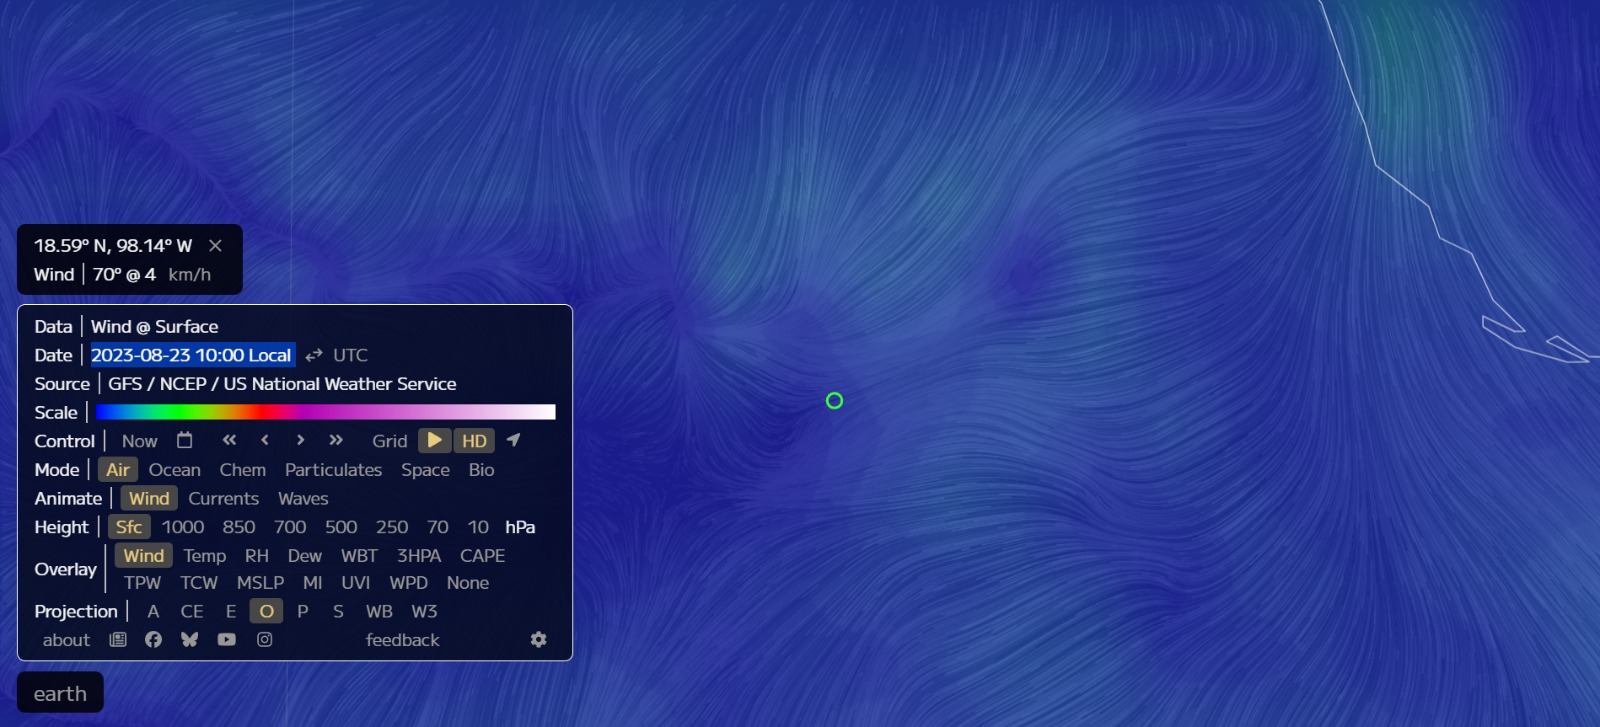 18.59° N, 98.14° W ×
Wind | 70° @ 4 km/h
Data | Wind @ Surface
Date | 2023-08-23 10:00 Local ⇄ UTC
Source | GFS / NCEP / US National Weather Service
Scale |
Control | Now « ‹ › » Grid HD
Mode | Air Ocean Chem Particulates Space Bio
Animate | Wind Currents Waves
Height | Sfc 1000 850 700 500 250 70 10 hPa
Overlay | Wind Temp RH Dew WBT 3HPA CAPE
TPW TCW MSLP MI UVI WPD None
Projection | A CE E O P S WB W3
about feedback
earth